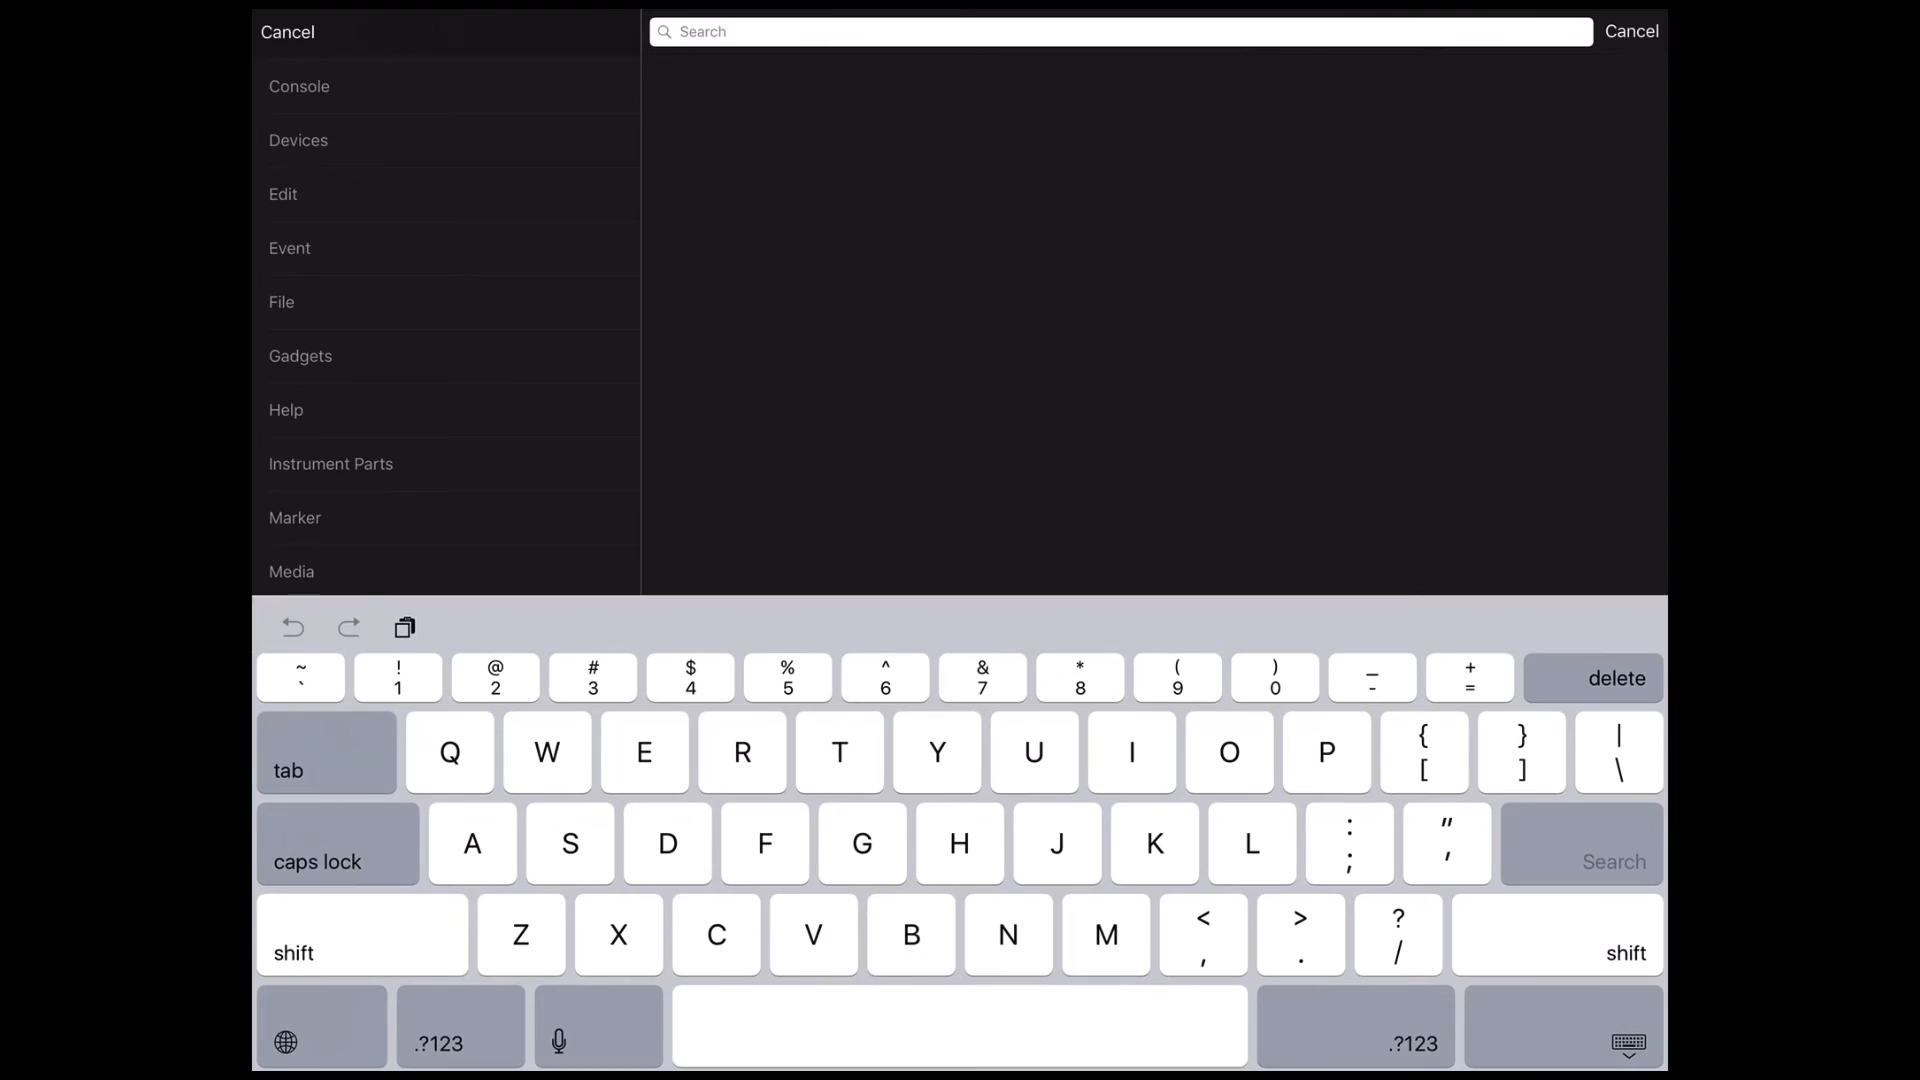 Cancel
Search
Cancel
Console
Devices
Edit
Event
File
Gadgets
Help
Instrument Parts
Marker
Media
~ ! @ # $ % ^ & * ( ) _ +
` 1 2 3 4 5 6 7 8 9 0 - = delete
tab Q W E R T Y U I O P { [ } ] | \
caps lock A S D F G H J K L : ; " ' Search
shift Z X C V B N M < , > . ? / shift
.?123 .?123